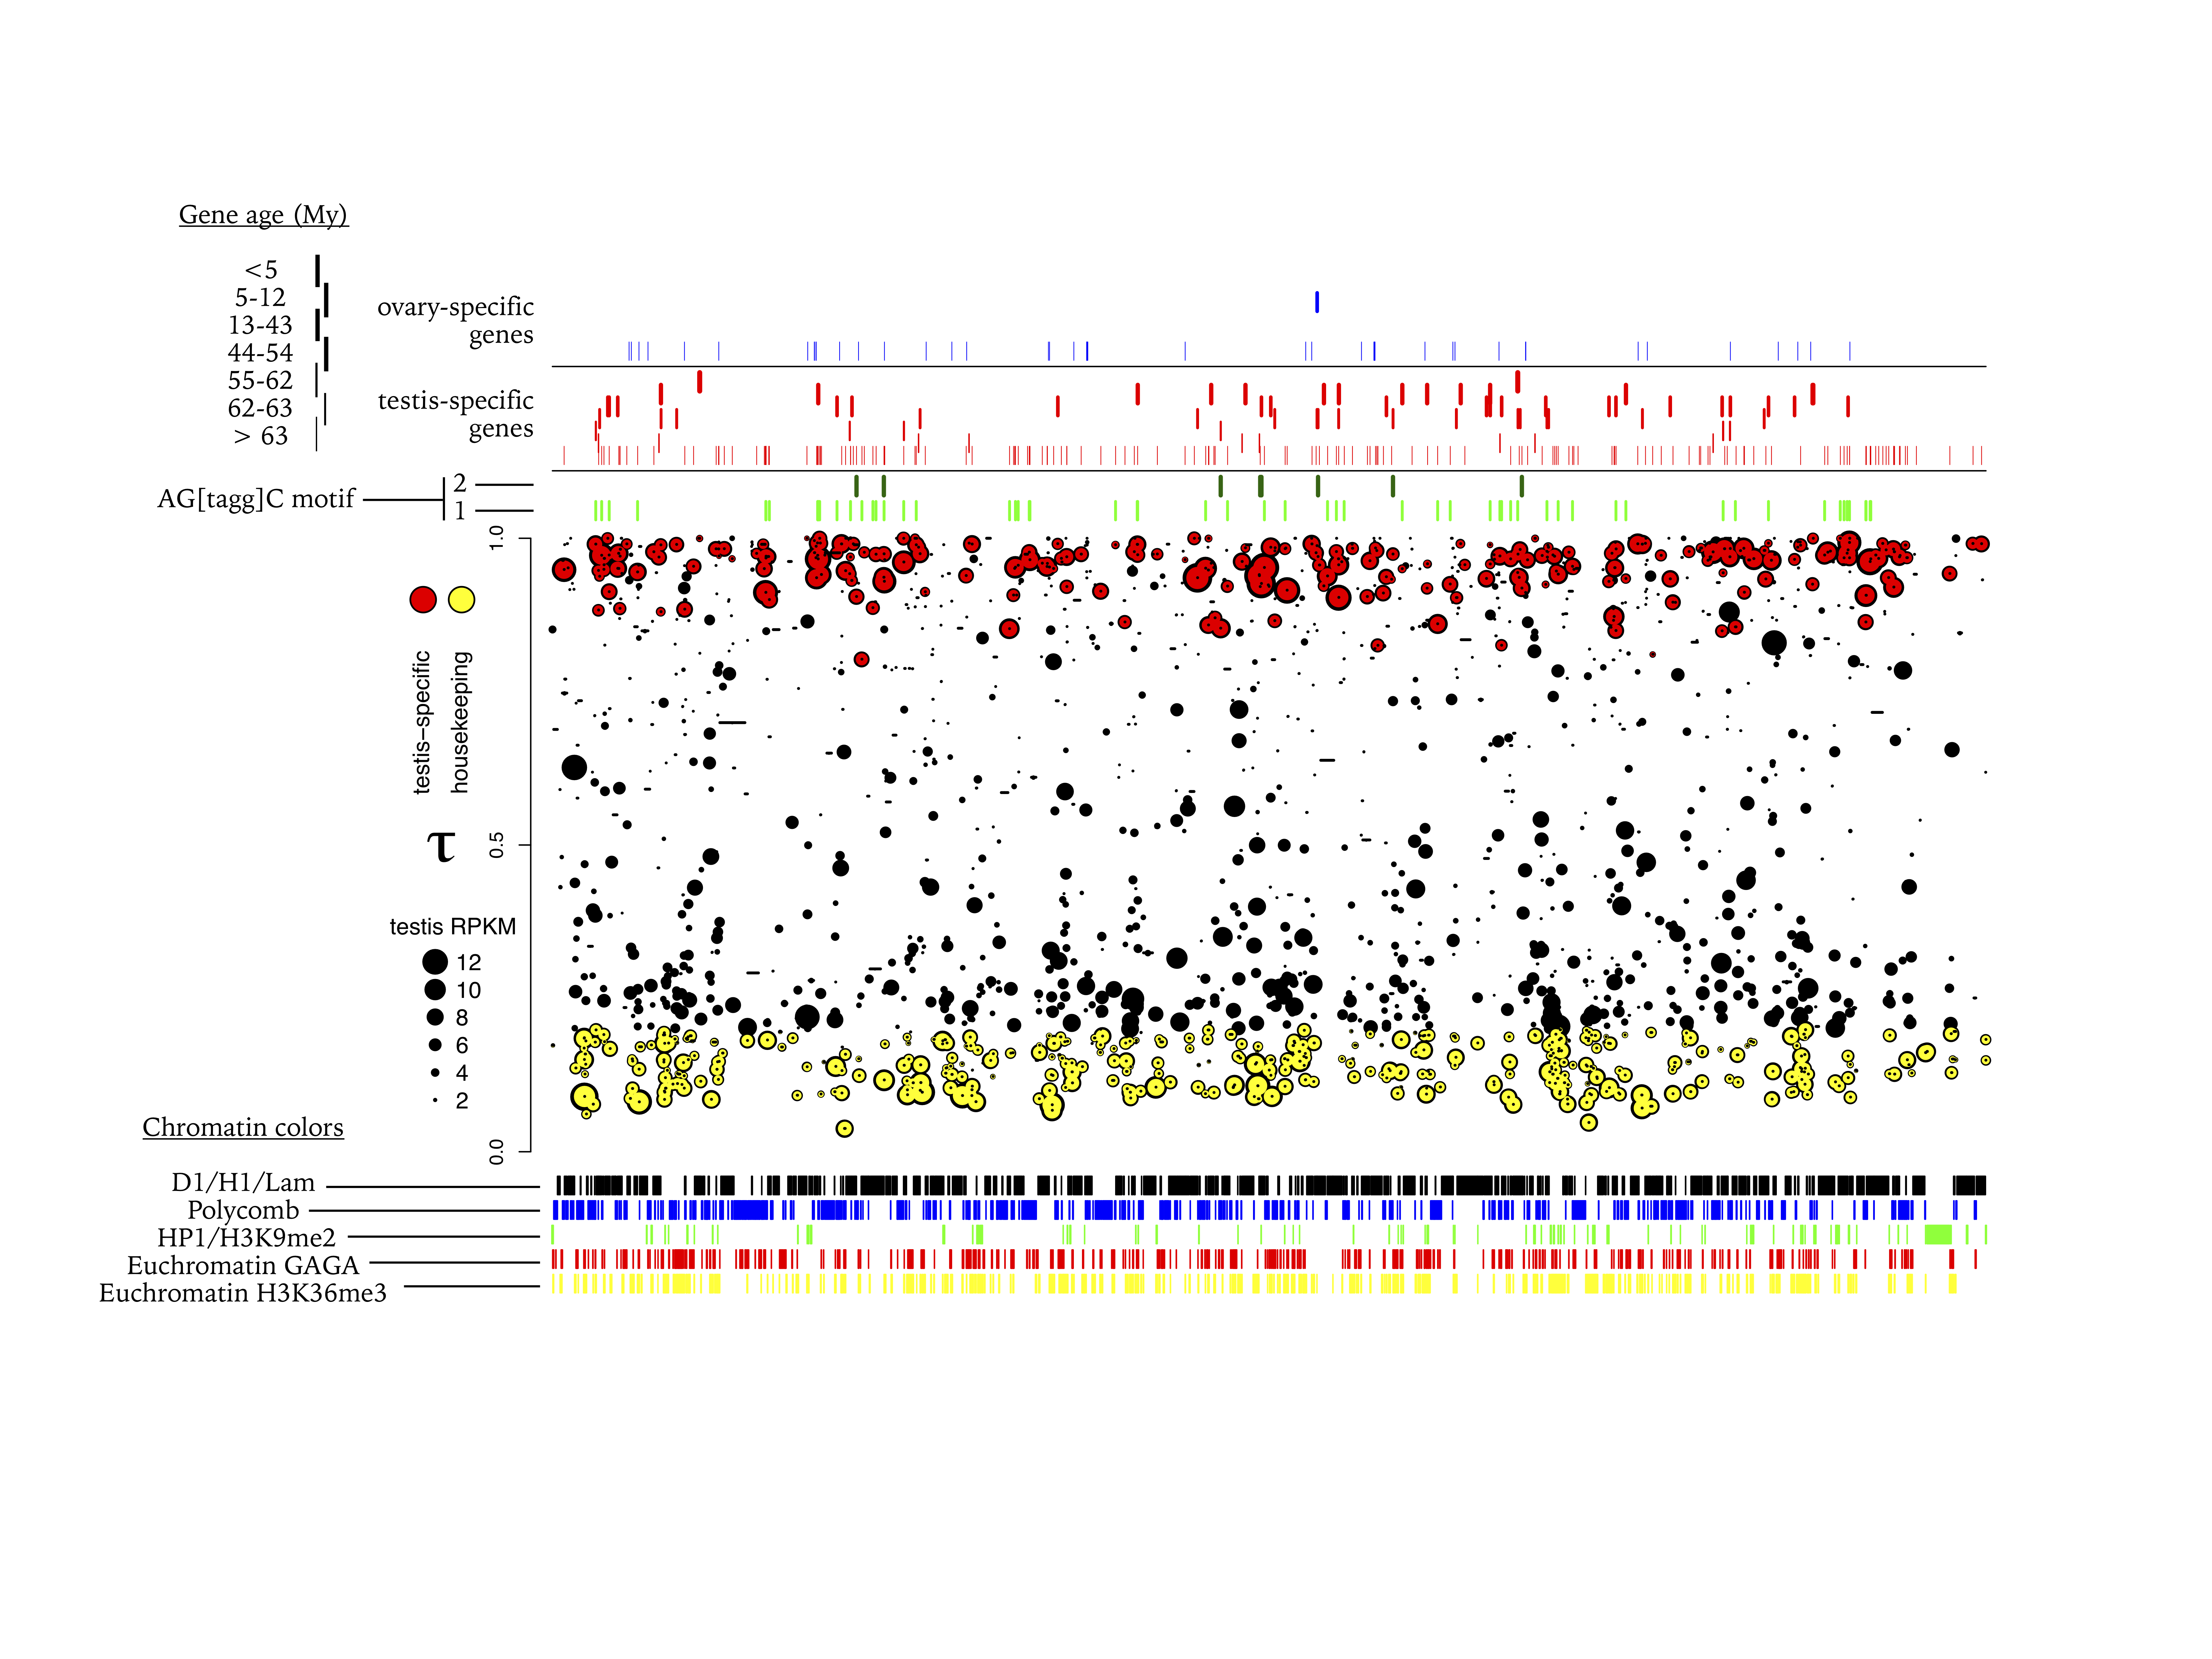 Gene age (My)
<5
5-12
13-43
44-54
55-62
62-63
> 63
ovary-specific
genes
testis-specific
genes
AG[tagg]C motif
2
1
1.0
0.5
0.0
testis-specific
housekeeping
τ
testis RPKM
12
10
8
6
4
2
Chromatin colors
D1/H1/Lam
Polycomb
HP1/H3K9me2
Euchromatin GAGA
Euchromatin H3K36me3